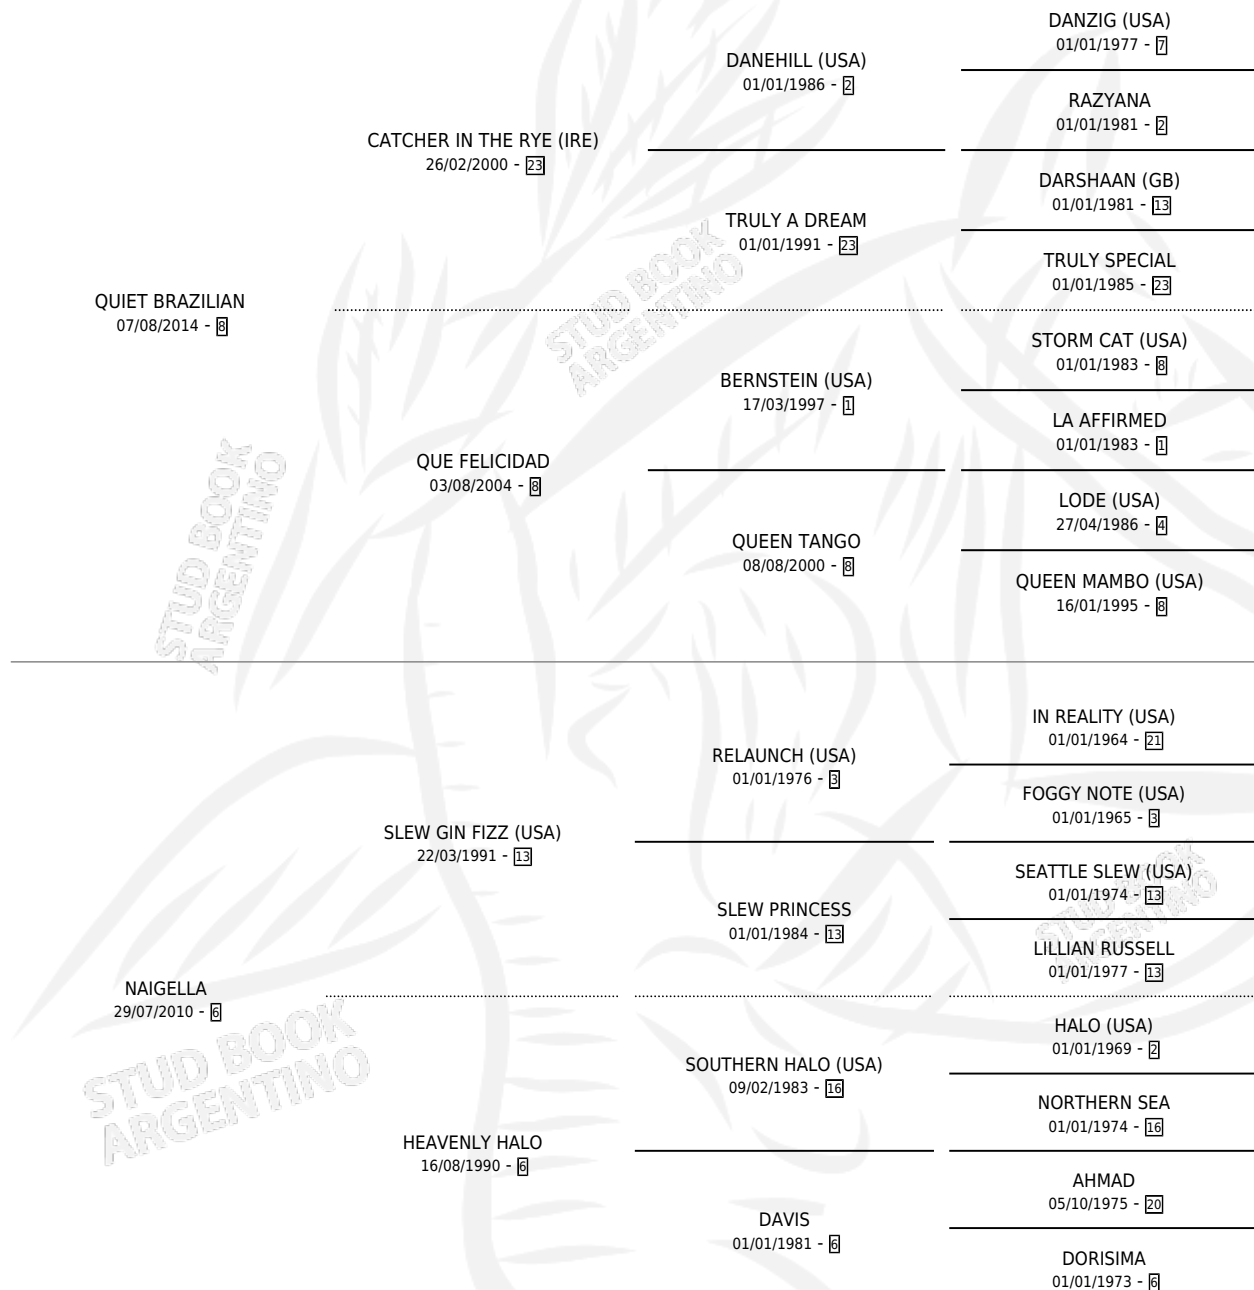 DANZIG (USA)
01/01/1977 - 7
DANEHILL (USA)
01/01/1986 - 2
RAZYANA
01/01/1981 - 2
CATCHER IN THE RYE (IRE)
26/02/2000 - 23
DARSHAAN (GB)
01/01/1981 - 13
TRULY A DREAM
01/01/1991 - 23
TRULY SPECIAL
01/01/1985 - 23
QUIET BRAZILIAN
07/08/2014 - 8
STORM CAT (USA)
01/01/1983 - 8
BERNSTEIN (USA)
17/03/1997 - 1
LA AFFIRMED
01/01/1983 - 1
QUE FELICIDAD
03/08/2004 - 8
LODE (USA)
27/04/1986 - 4
QUEEN TANGO
08/08/2000 - 8
QUEEN MAMBO (USA)
16/01/1995 - 8
IN REALITY (USA)
01/01/1964 - 21
RELAUNCH (USA)
01/01/1976 - 3
FOGGY NOTE (USA)
01/01/1965 - 3
SLEW GIN FIZZ (USA)
22/03/1991 - 13
SEATTLE SLEW (USA)
01/01/1974 - 13
SLEW PRINCESS
01/01/1984 - 13
LILLIAN RUSSELL
01/01/1977 - 13
NAIGELLA
29/07/2010 - 6
HALO (USA)
01/01/1969 - 2
SOUTHERN HALO (USA)
09/02/1983 - 16
NORTHERN SEA
01/01/1974 - 16
HEAVENLY HALO
16/08/1990 - 6
AHMAD
05/10/1975 - 20
DAVIS
01/01/1981 - 6
DORISIMA
01/01/1973 - 6
STUD BOOK
ARGENTINO
STUD BOOK
ARGENTINO
STUD BOOK
ARGENTINO
STUD BOOK
ARGENTINO